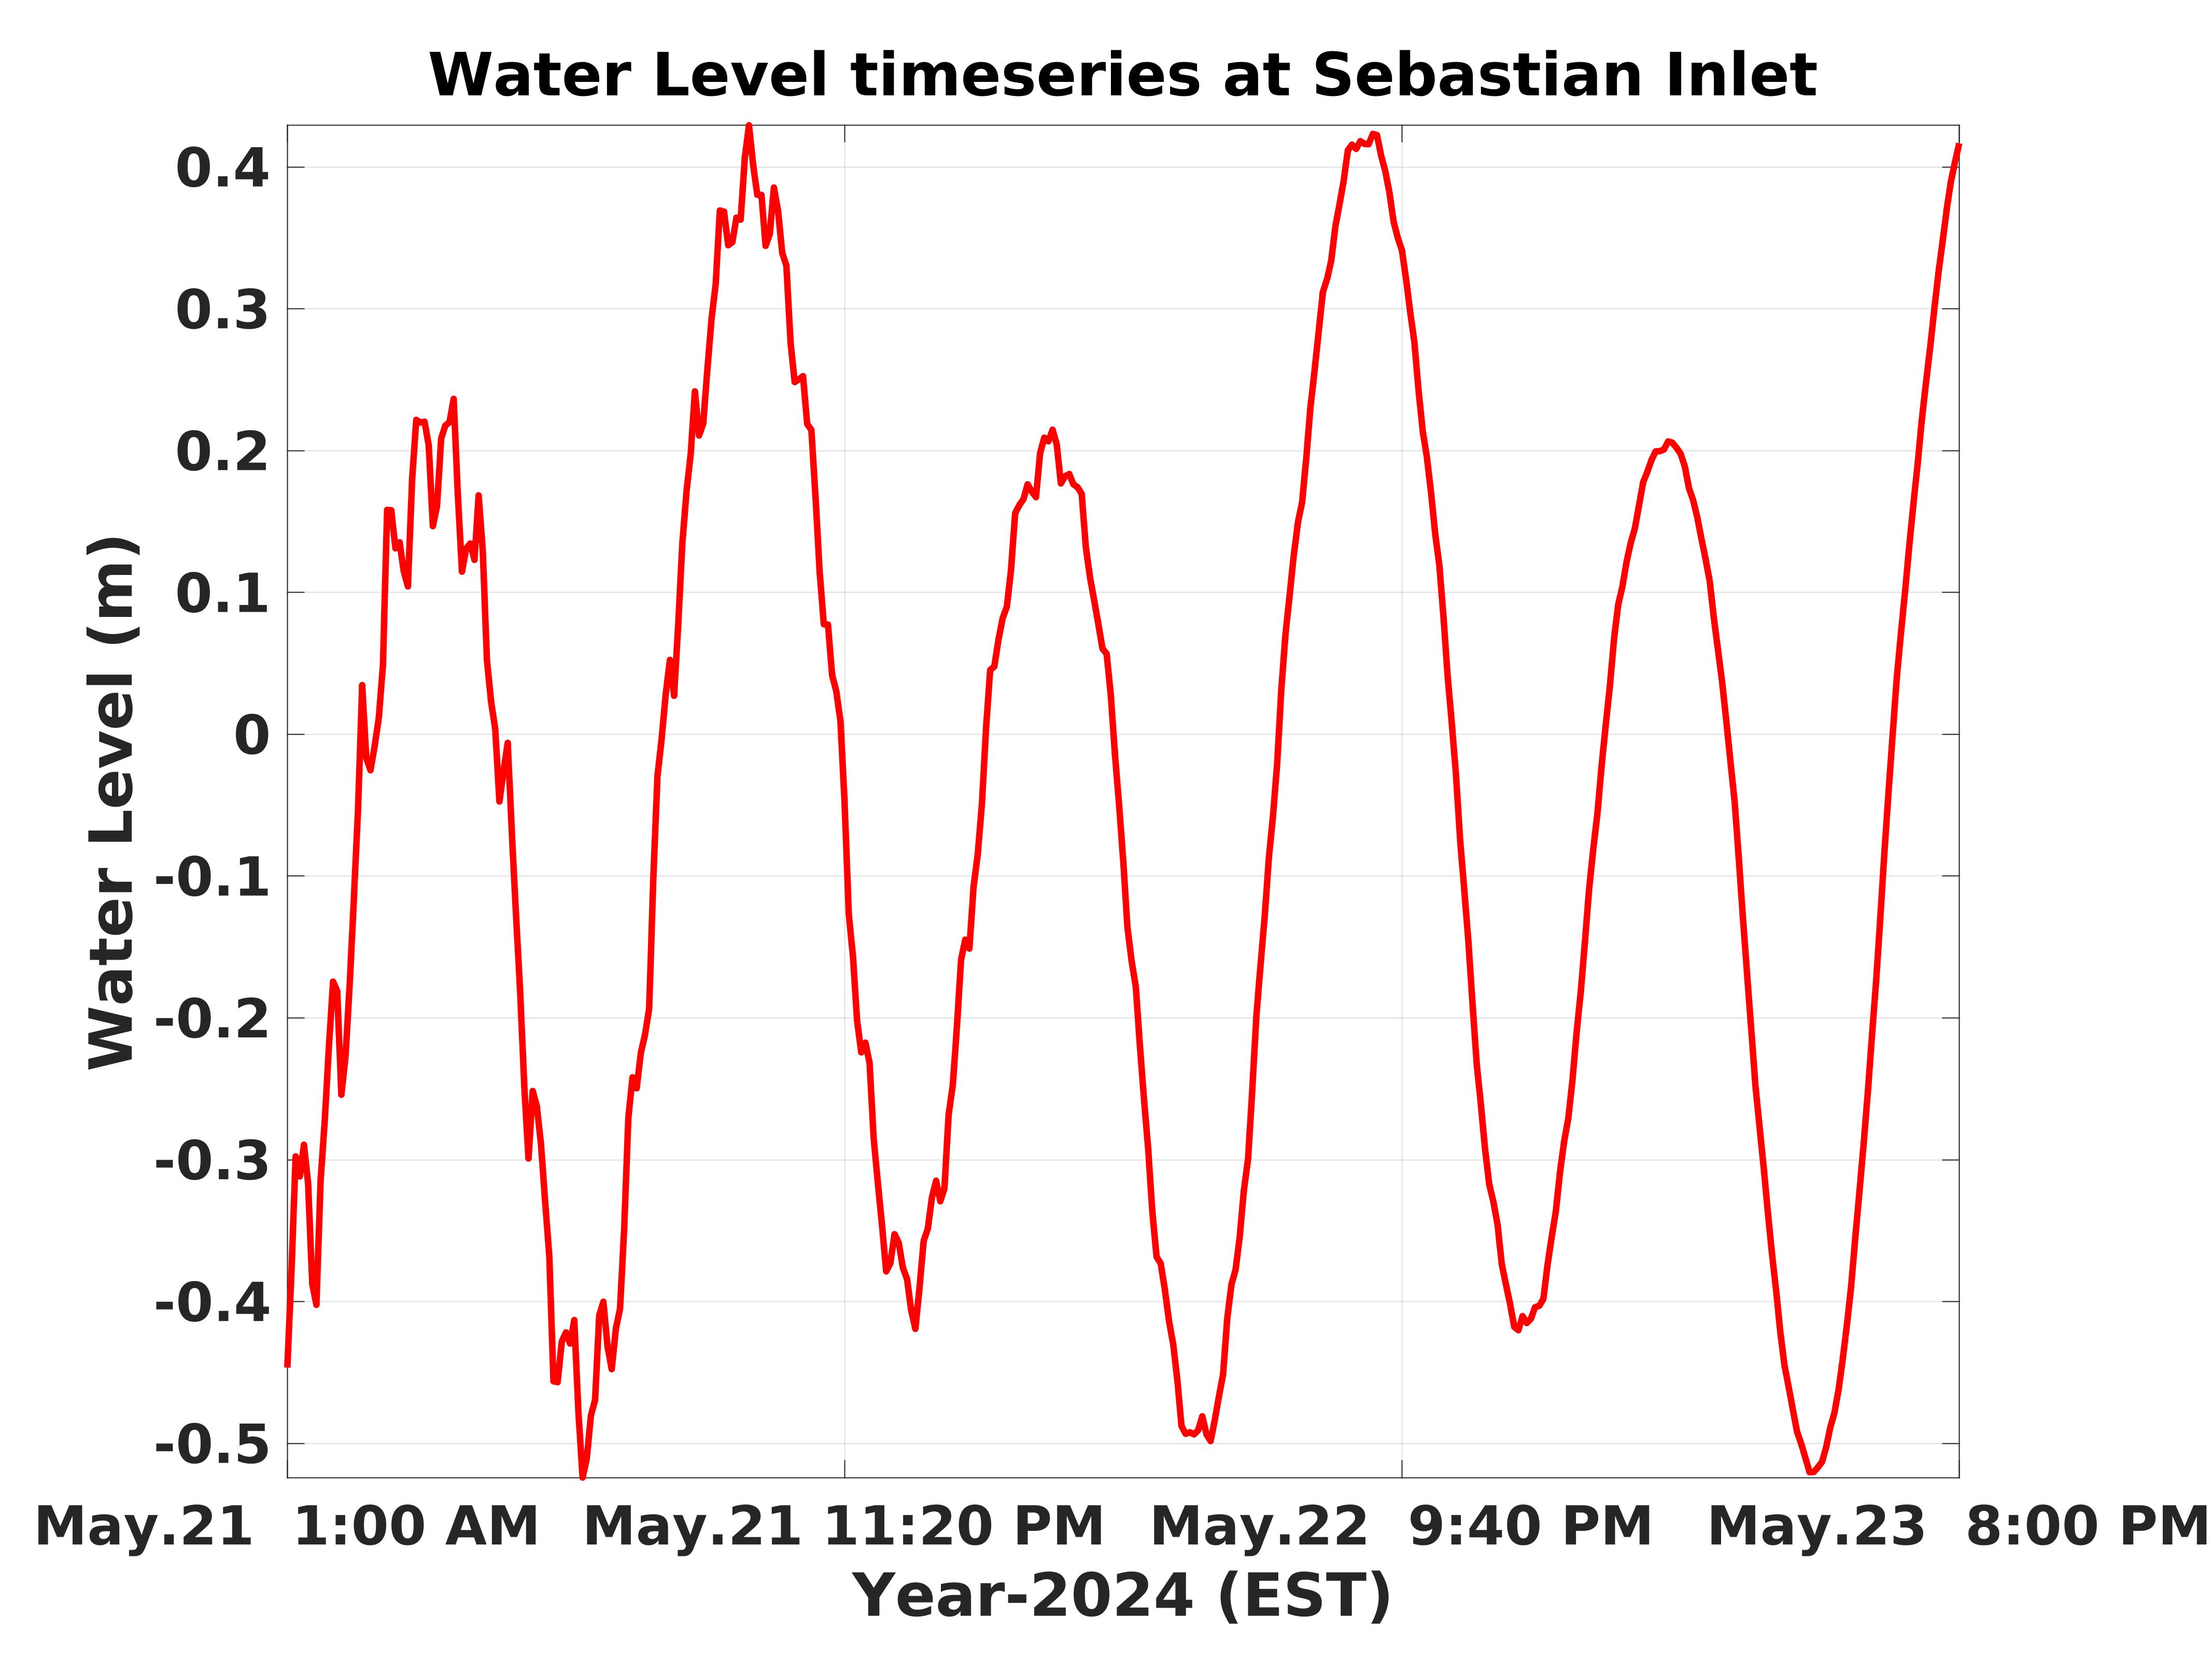 Water Level timeseries at Sebastian Inlet
Water Level (m)
0.4
0.3
0.2
0.1
0
-0.1
-0.2
-0.3
-0.4
-0.5
May.21 1:00 AM May.21 11:20 PM May.22 9:40 PM May.23 8:00 PM
Year-2024 (EST)